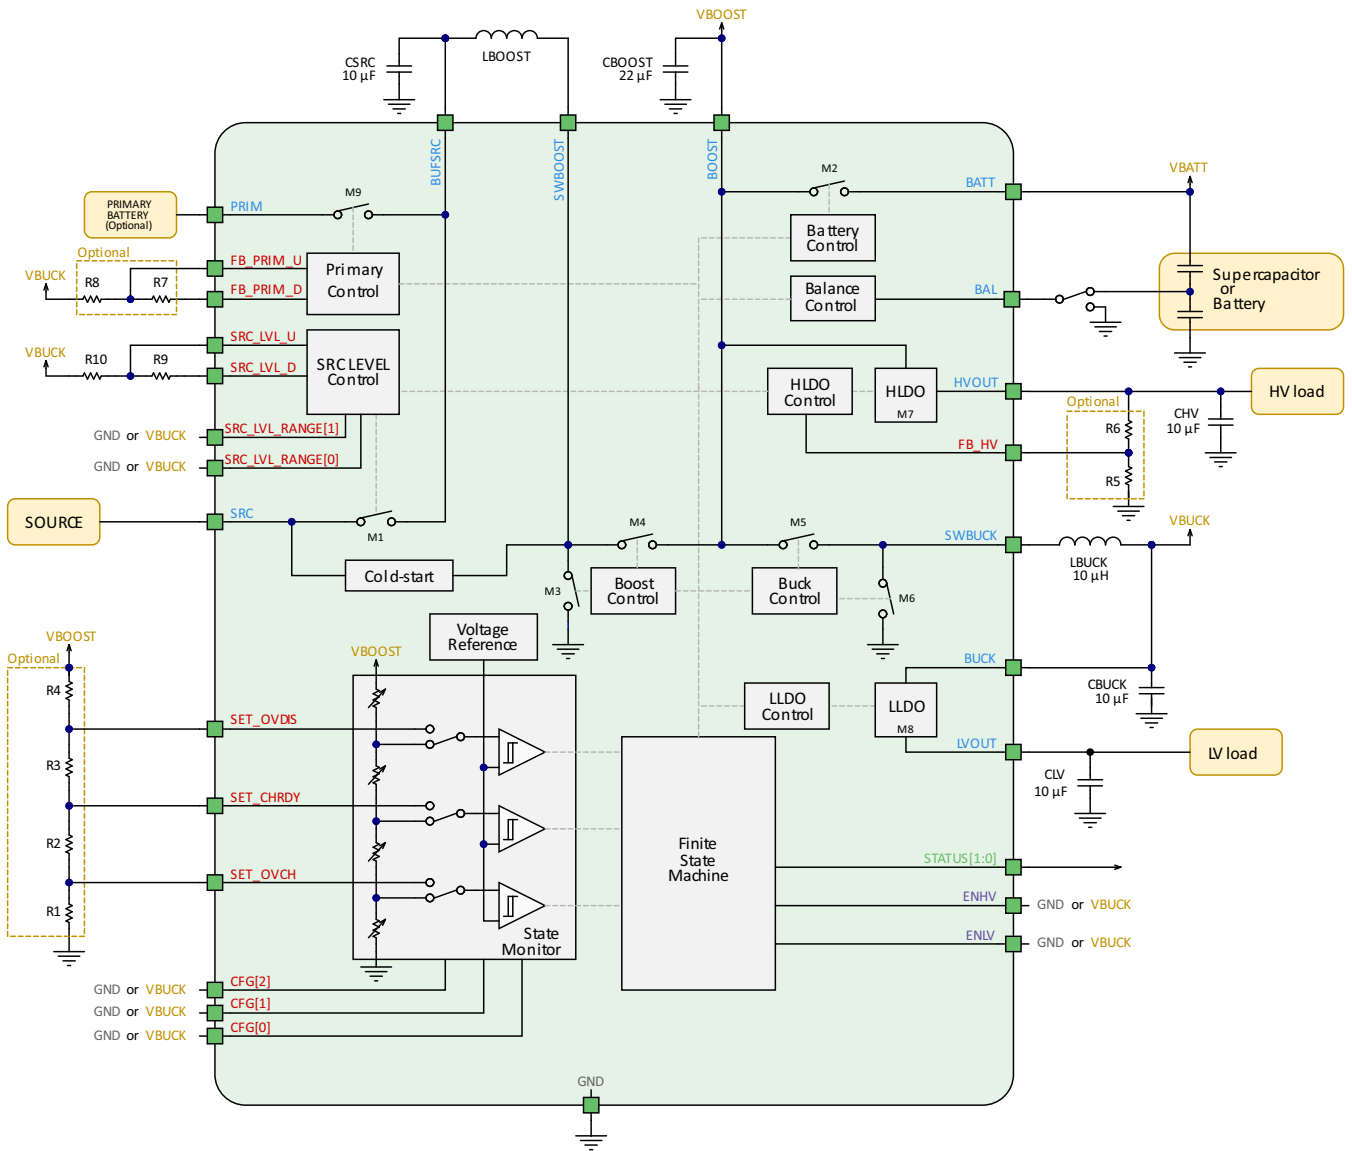 VBOOST
CSRC
10 µF
LBOOST
CBOOST
22 µF
BUFSRC
SWBOOST
BOOST
PRIMARY
BATTERY
(Optional)
PRIM
M9
M2
BATT
VBATT
Battery
Control
Optional
VBUCK
R8
R7
FB_PRIM_U
FB_PRIM_D
Primary
Control
Balance
Control
BAL
Supercapacitor
or
Battery
VBUCK
R10
R9
SRC_LVL_U
SRC_LVL_D
SRC LEVEL
Control
HLDO
Control
HLDO
M7
HVOUT
HV load
Optional
R6
R5
CHV
10 µF
FB_HV
GND or VBUCK
SRC_LVL_RANGE[1]
GND or VBUCK
SRC_LVL_RANGE[0]
SOURCE
SRC
M1
Cold-start
M4
M5
M3
Boost
Control
Buck
Control
M6
SWBUCK
LBUCK
10 µH
VBUCK
Voltage
Reference
VBOOST
VBOOST
Optional
R4
R3
R2
R1
BUCK
CBUCK
10 µF
LLDO
Control
LLDO
M8
LVOUT
CLV
10 µF
LV load
SET_OVDIS
SET_CHRDY
SET_OVCH
State
Monitor
Finite
State
Machine
STATUS[1:0]
ENHV
GND or VBUCK
ENLV
GND or VBUCK
GND or VBUCK
CFG[2]
GND or VBUCK
CFG[1]
GND or VBUCK
CFG[0]
GND